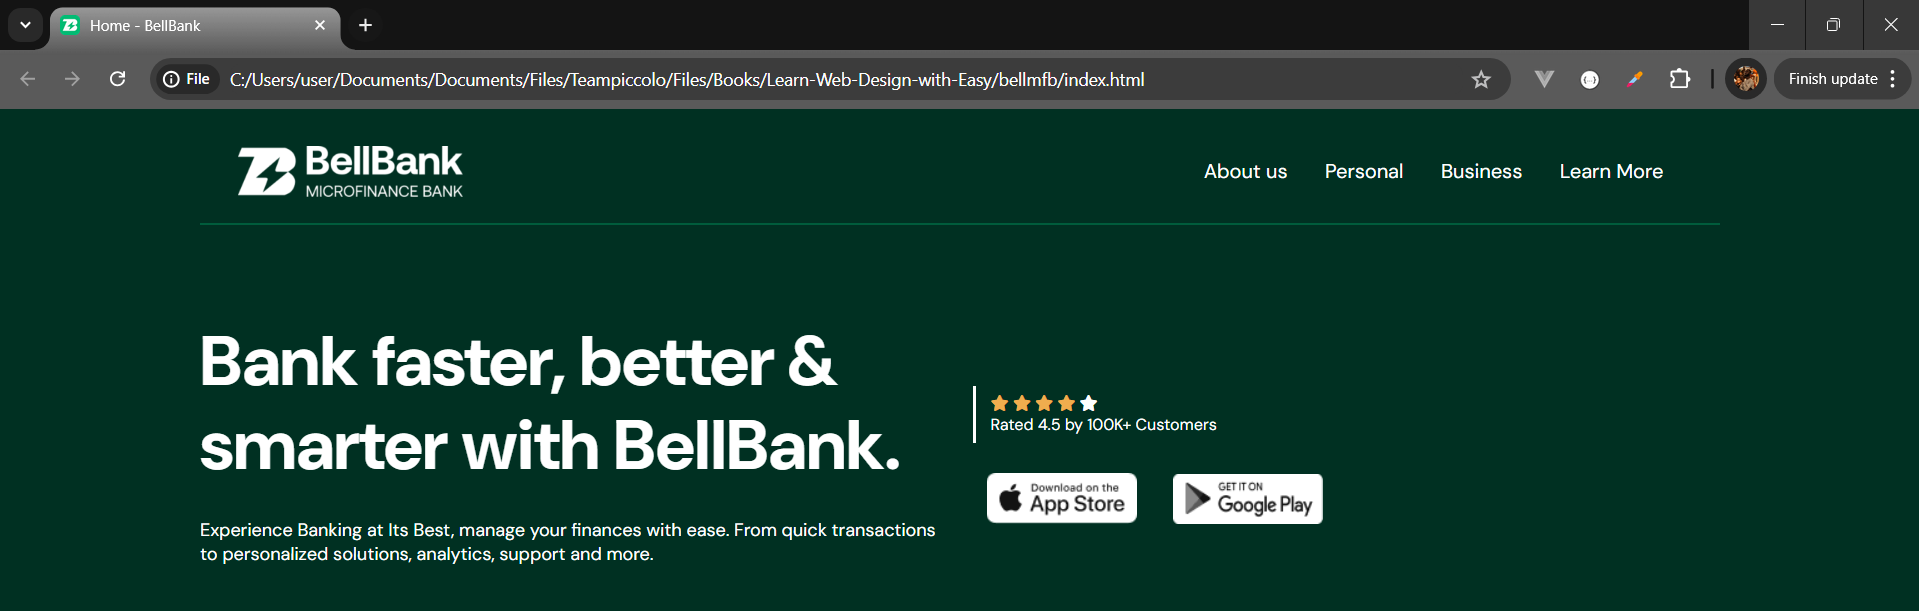 Home - BellBank
File
C:/Users/user/Documents/Documents/Files/Teampiccolo/Files/Books/Learn-Web-Design-with-Easy/bellmfb/index.html
Finish update
BellBank
MICROFINANCE BANK
About us Personal Business Learn More
Bank faster, better &
smarter with BellBank.
Experience Banking at Its Best, manage your finances with ease. From quick transactions
to personalized solutions, analytics, support and more.
Rated 4.5 by 100K+ Customers
Download on the
App Store
GET IT ON
Google Play